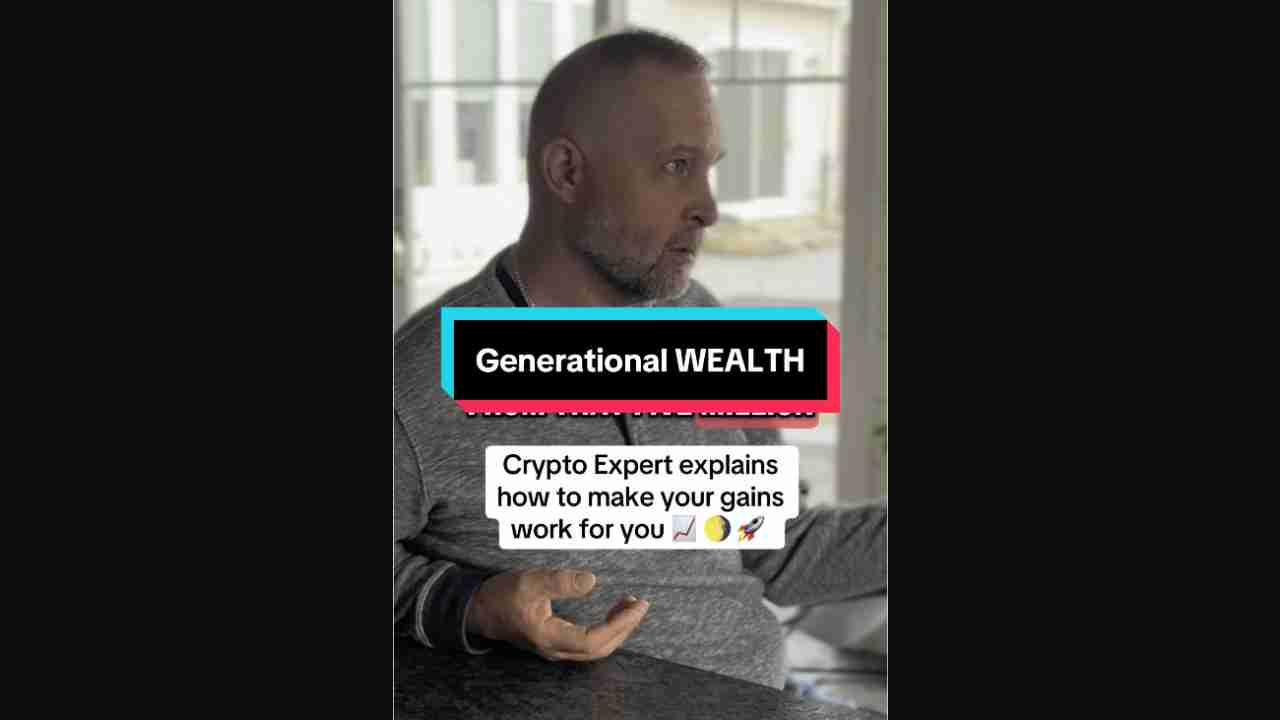 Generational WEALTH
Crypto Expert explains
how to make your gains
work for you 📈 🌖 🚀